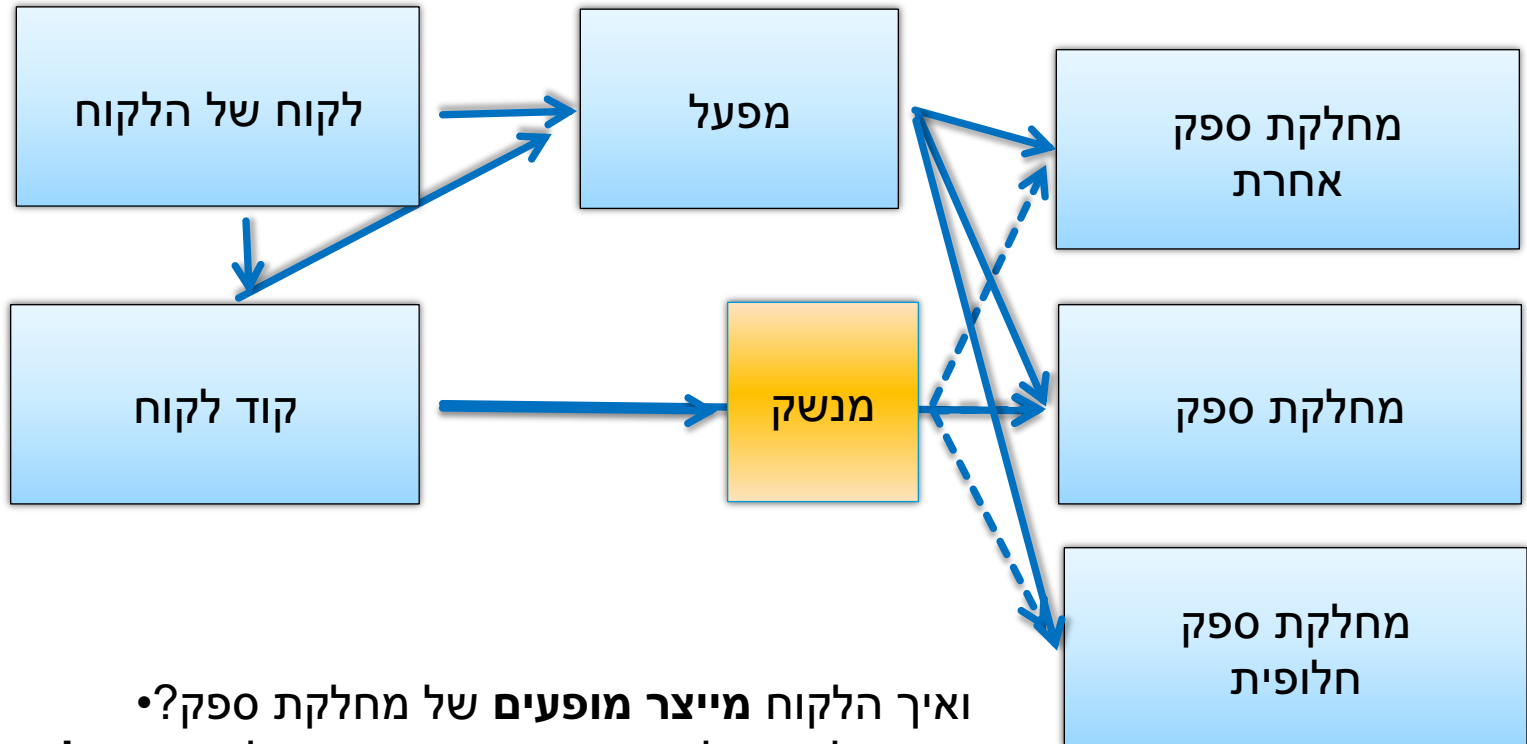 לקוח של הלקוח
מפעל
מחלקת ספק
אחרת
קוד לקוח
מנשק
מחלקת ספק
מחלקת ספק
חלופית
•ואיך הלקוח מייצר מופעים של מחלקת ספק?